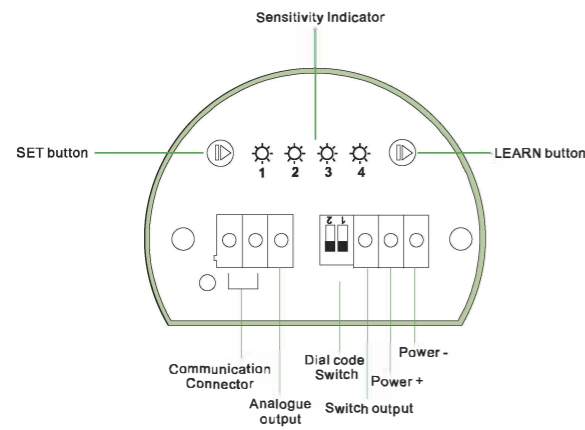 Sensitivity Indicator
SET button
LEARN button
1 2 3 4
2 1
Communication
Connector
Analogue
output
Dial code
Switch
Switch output
Power +
Power -